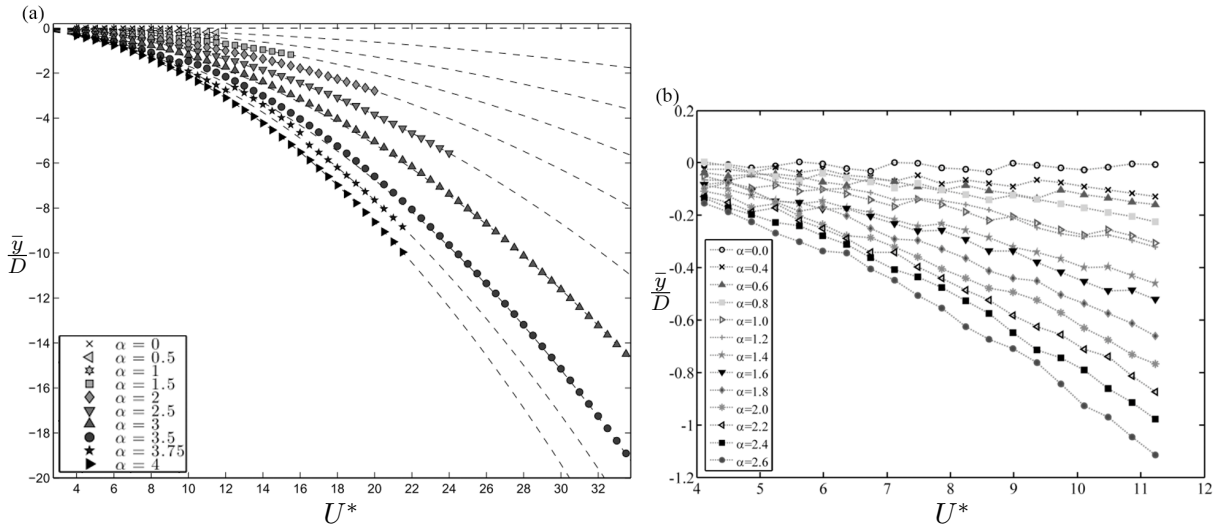 (a)
0
−2
−4
−6
−8
−10
−12
−14
−16
−18
−20
y̅/D
α = 0
α = 0.5
α = 1
α = 1.5
α = 2
α = 2.5
α = 3
α = 3.5
α = 3.75
α = 4
4 6 8 10 12 14 16 18 20 22 24 26 28 30 32
U*
(b)
0.2
0
-0.2
-0.4
-0.6
-0.8
-1
-1.2
y̅/D
α=0.0
α=0.4
α=0.6
α=0.8
α=1.0
α=1.2
α=1.4
α=1.6
α=1.8
α=2.0
α=2.2
α=2.4
α=2.6
4 5 6 7 8 9 10 11 12
U*